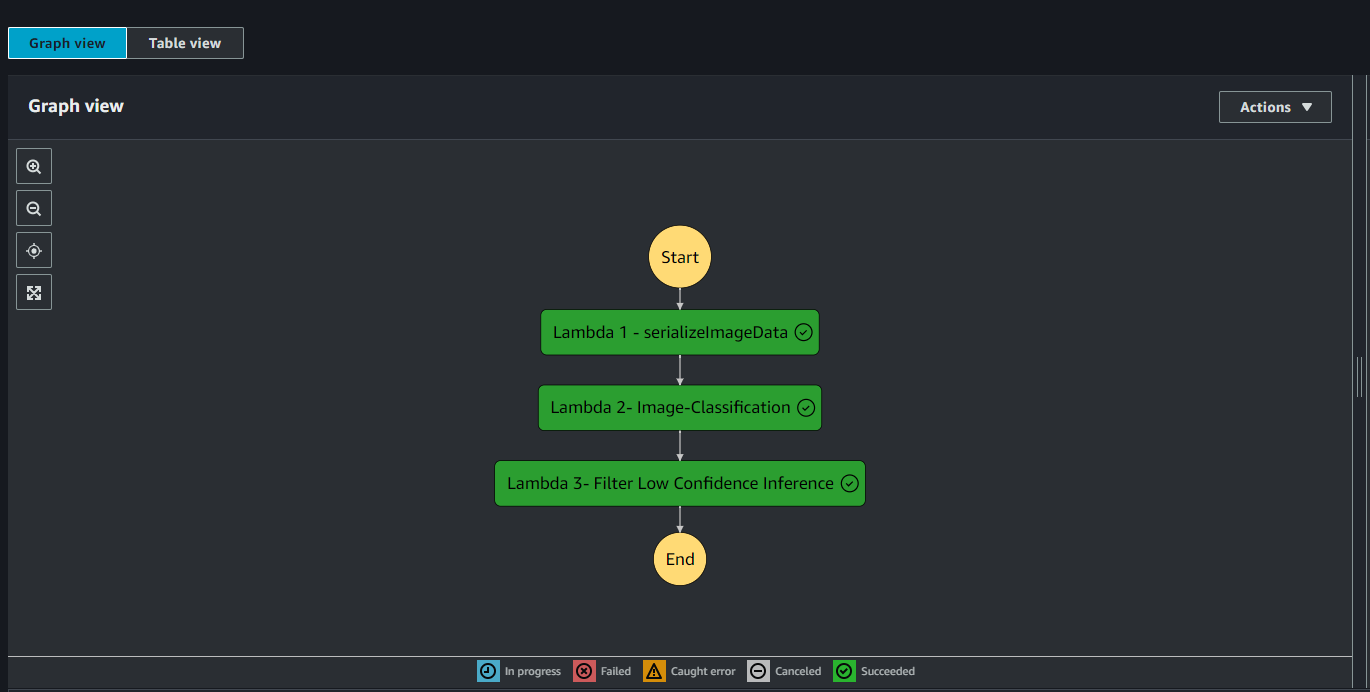 Graph view Table view
Graph view
Actions
Start
Lambda 1 - serializeImageData
Lambda 2- Image-Classification
Lambda 3- Filter Low Confidence Inference
End
In progress Failed Caught error Canceled Succeeded